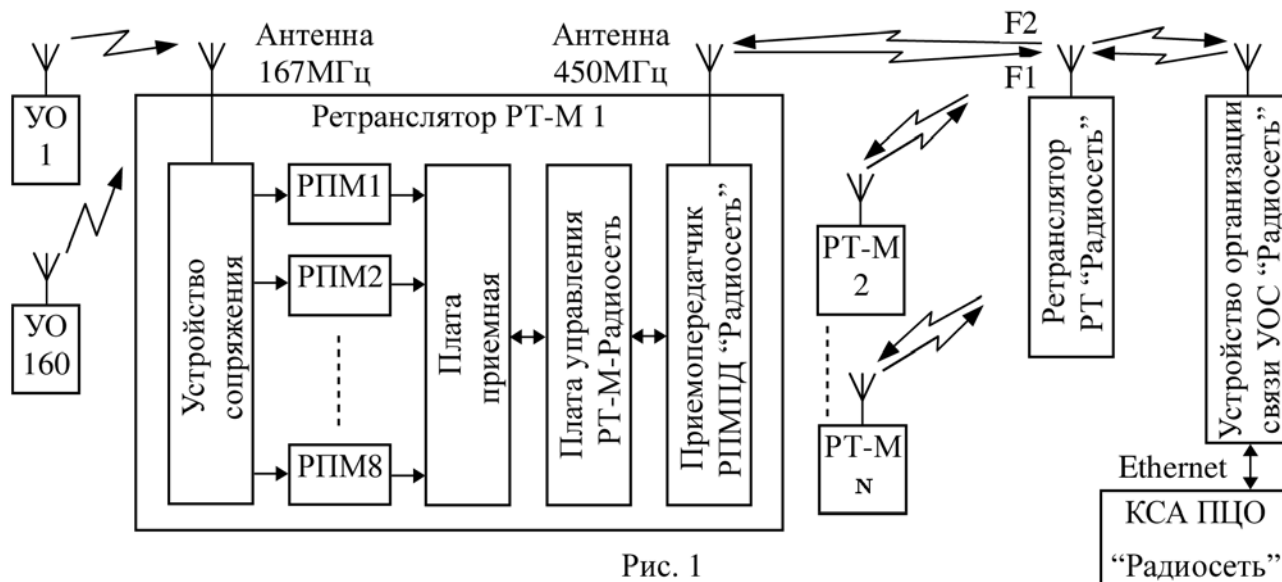 УО
1
УО
160
Антенна
167МГц
Антенна
450МГц
Ретранслятор РТ-М 1
Устройство
сопряжения
РПМ1
РПМ2
РПМ8
Плата
приемная
Плата управления
РТ-М-Радиосеть
Приемопередатчик
РПМПД “Радиосеть”
F2
F1
РТ-М
2
РТ-М
N
Ретранслятор
РТ “Радиосеть”
Устройство организации
связи УОС “Радиосеть”
Ethernet
КСА ПЦО
“Радиосеть”
Рис. 1